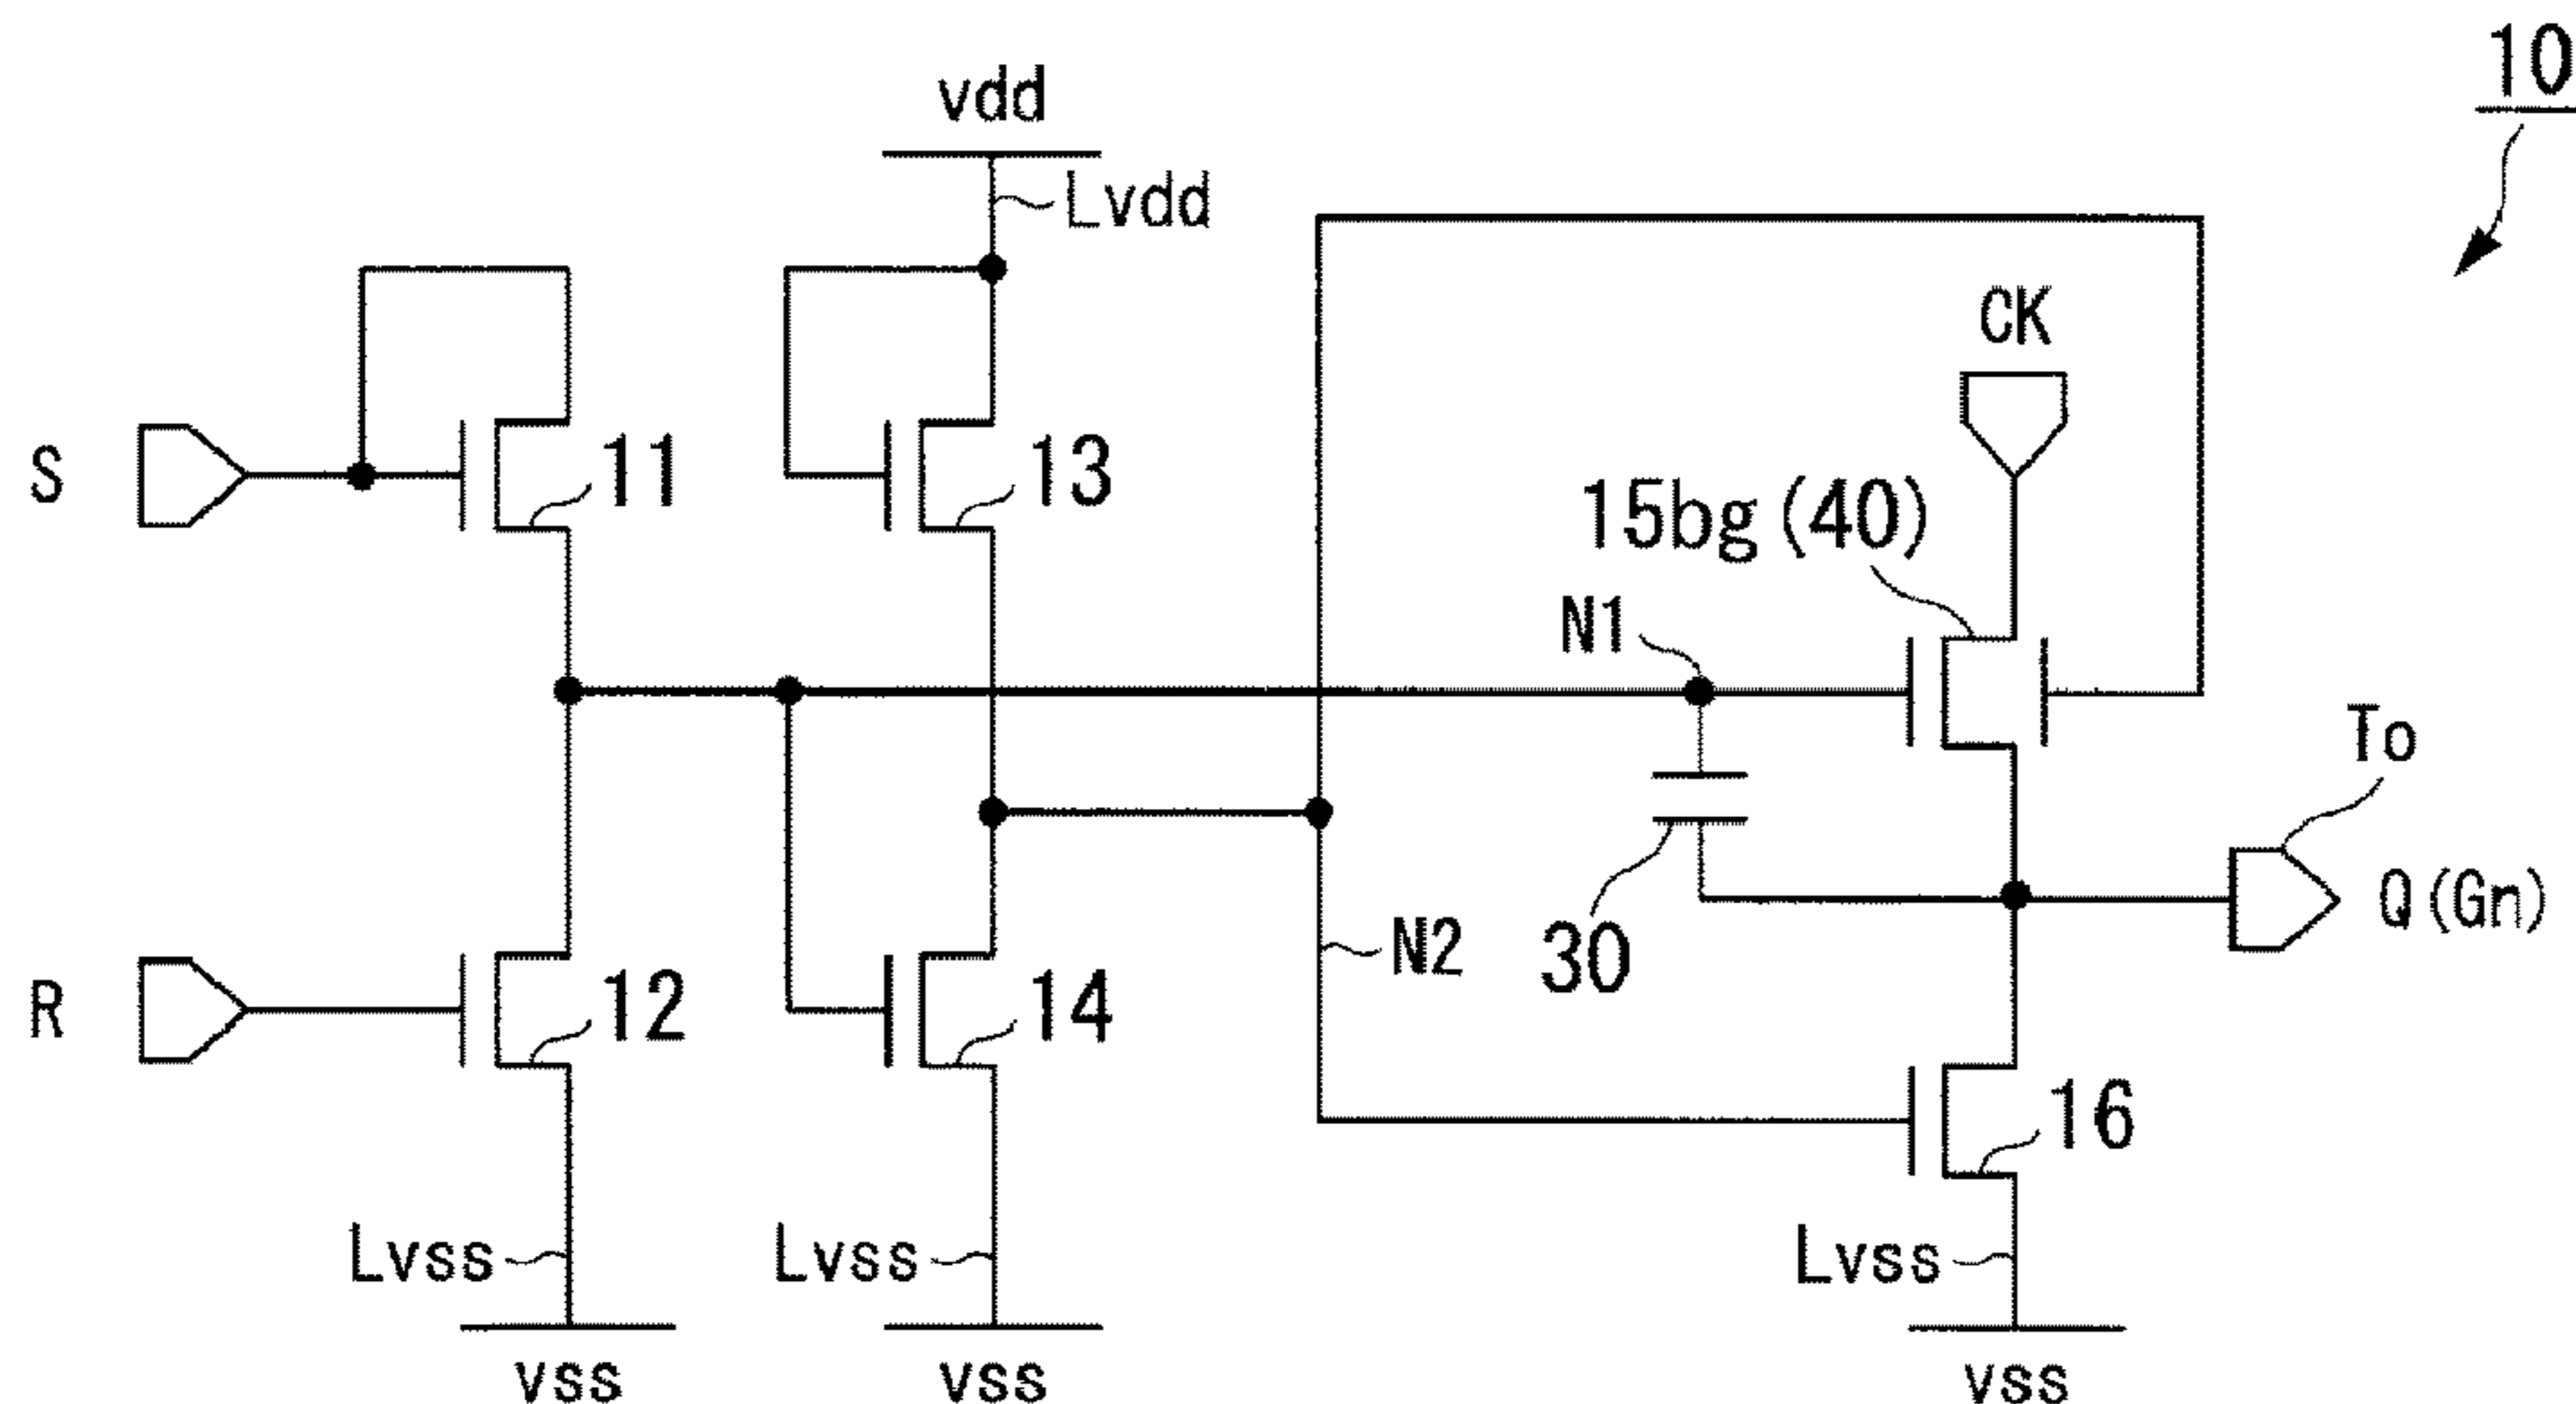 10
vdd
Lvdd
CK
S
11
13
15bg (40)
N1
To
Q (Gn)
N2
30
R
12
14
16
Lvss
Lvss
Lvss
vss
vss
vss